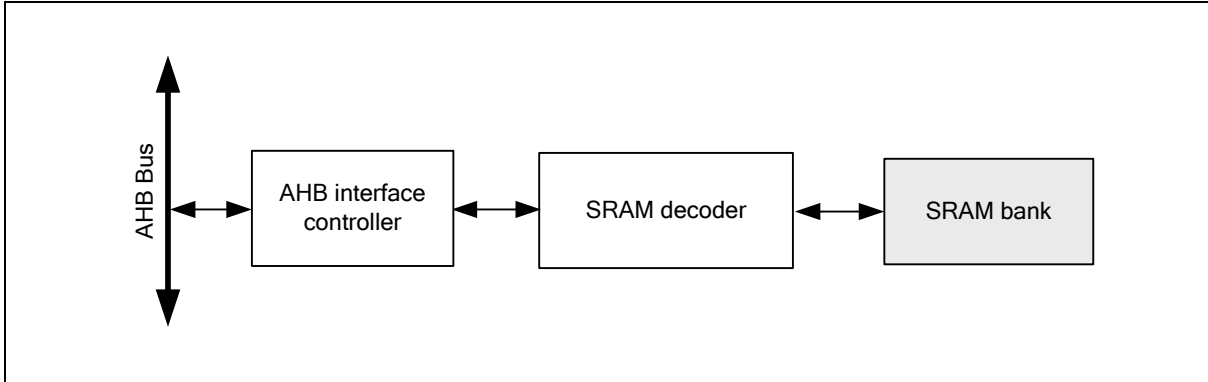 AHB Bus
AHB interface
controller
SRAM decoder
SRAM bank